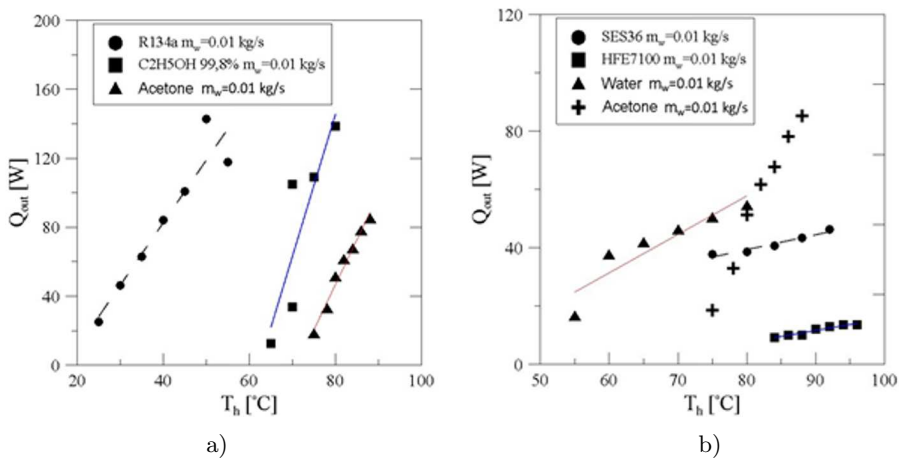 200
160
120
80
40
0
20 40 60 80 100
Q_out [W]
T_h [°C]
R134a m_w=0.01 kg/s
C2H5OH 99,8% m_w=0.01 kg/s
Acetone m_w=0.01 kg/s
a)
120
80
40
0
50 60 70 80 90 100
Q_out [W]
T_h [°C]
SES36 m_w=0.01 kg/s
HFE7100 m_w=0.01 kg/s
Water m_w=0.01 kg/s
Acetone m_w=0.01 kg/s
b)